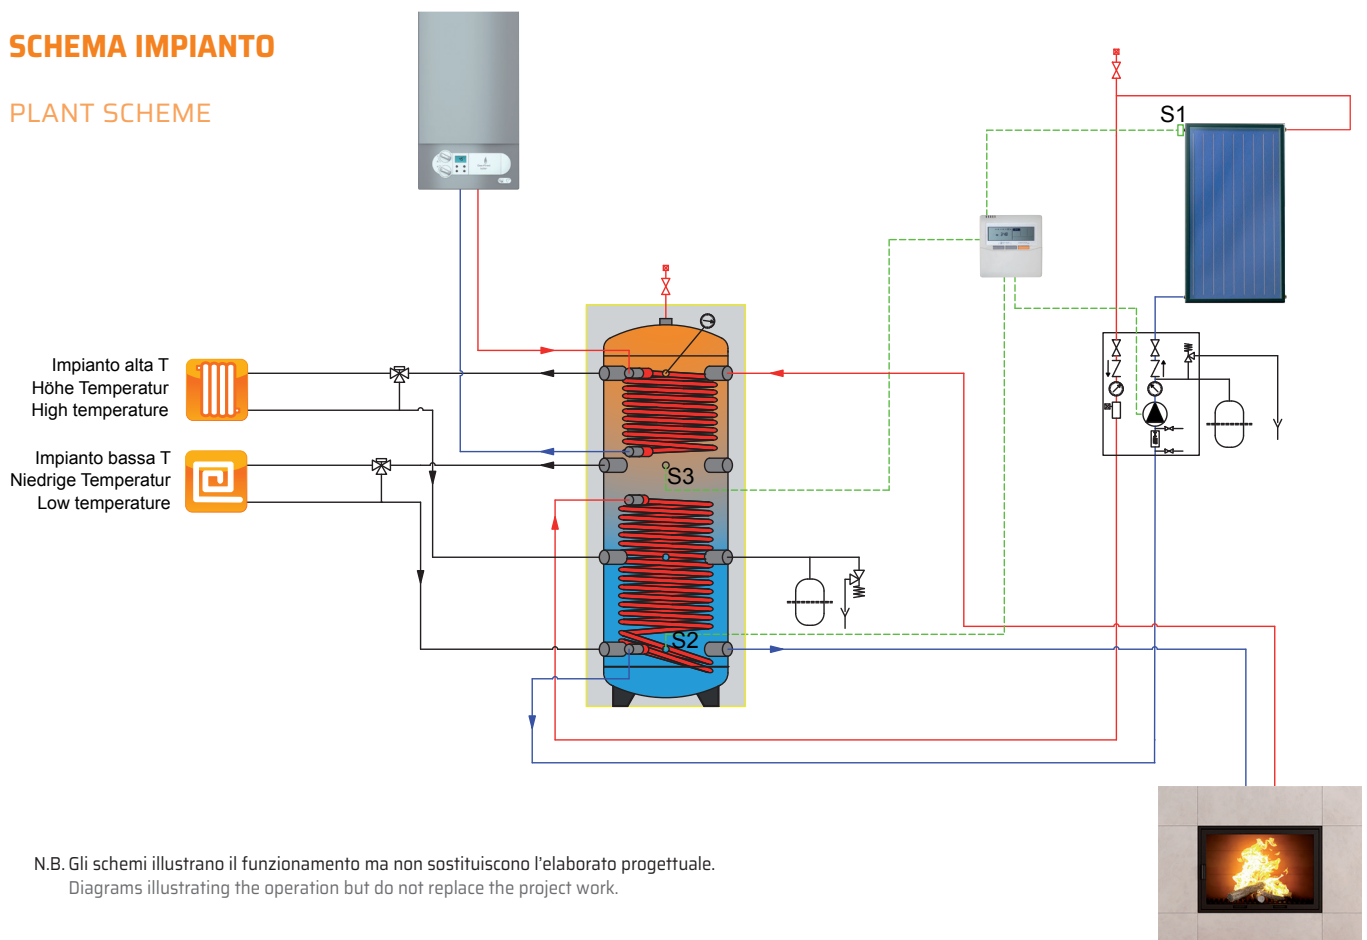 SCHEMA IMPIANTO
PLANT SCHEME
S1
Impianto alta T
Höhe Temperatur
High temperature
Impianto bassa T
Niedrige Temperatur
Low temperature
S3
S2
N.B. Gli schemi illustrano il funzionamento ma non sostituiscono l'elaborato progettuale.
Diagrams illustrating the operation but do not replace the project work.